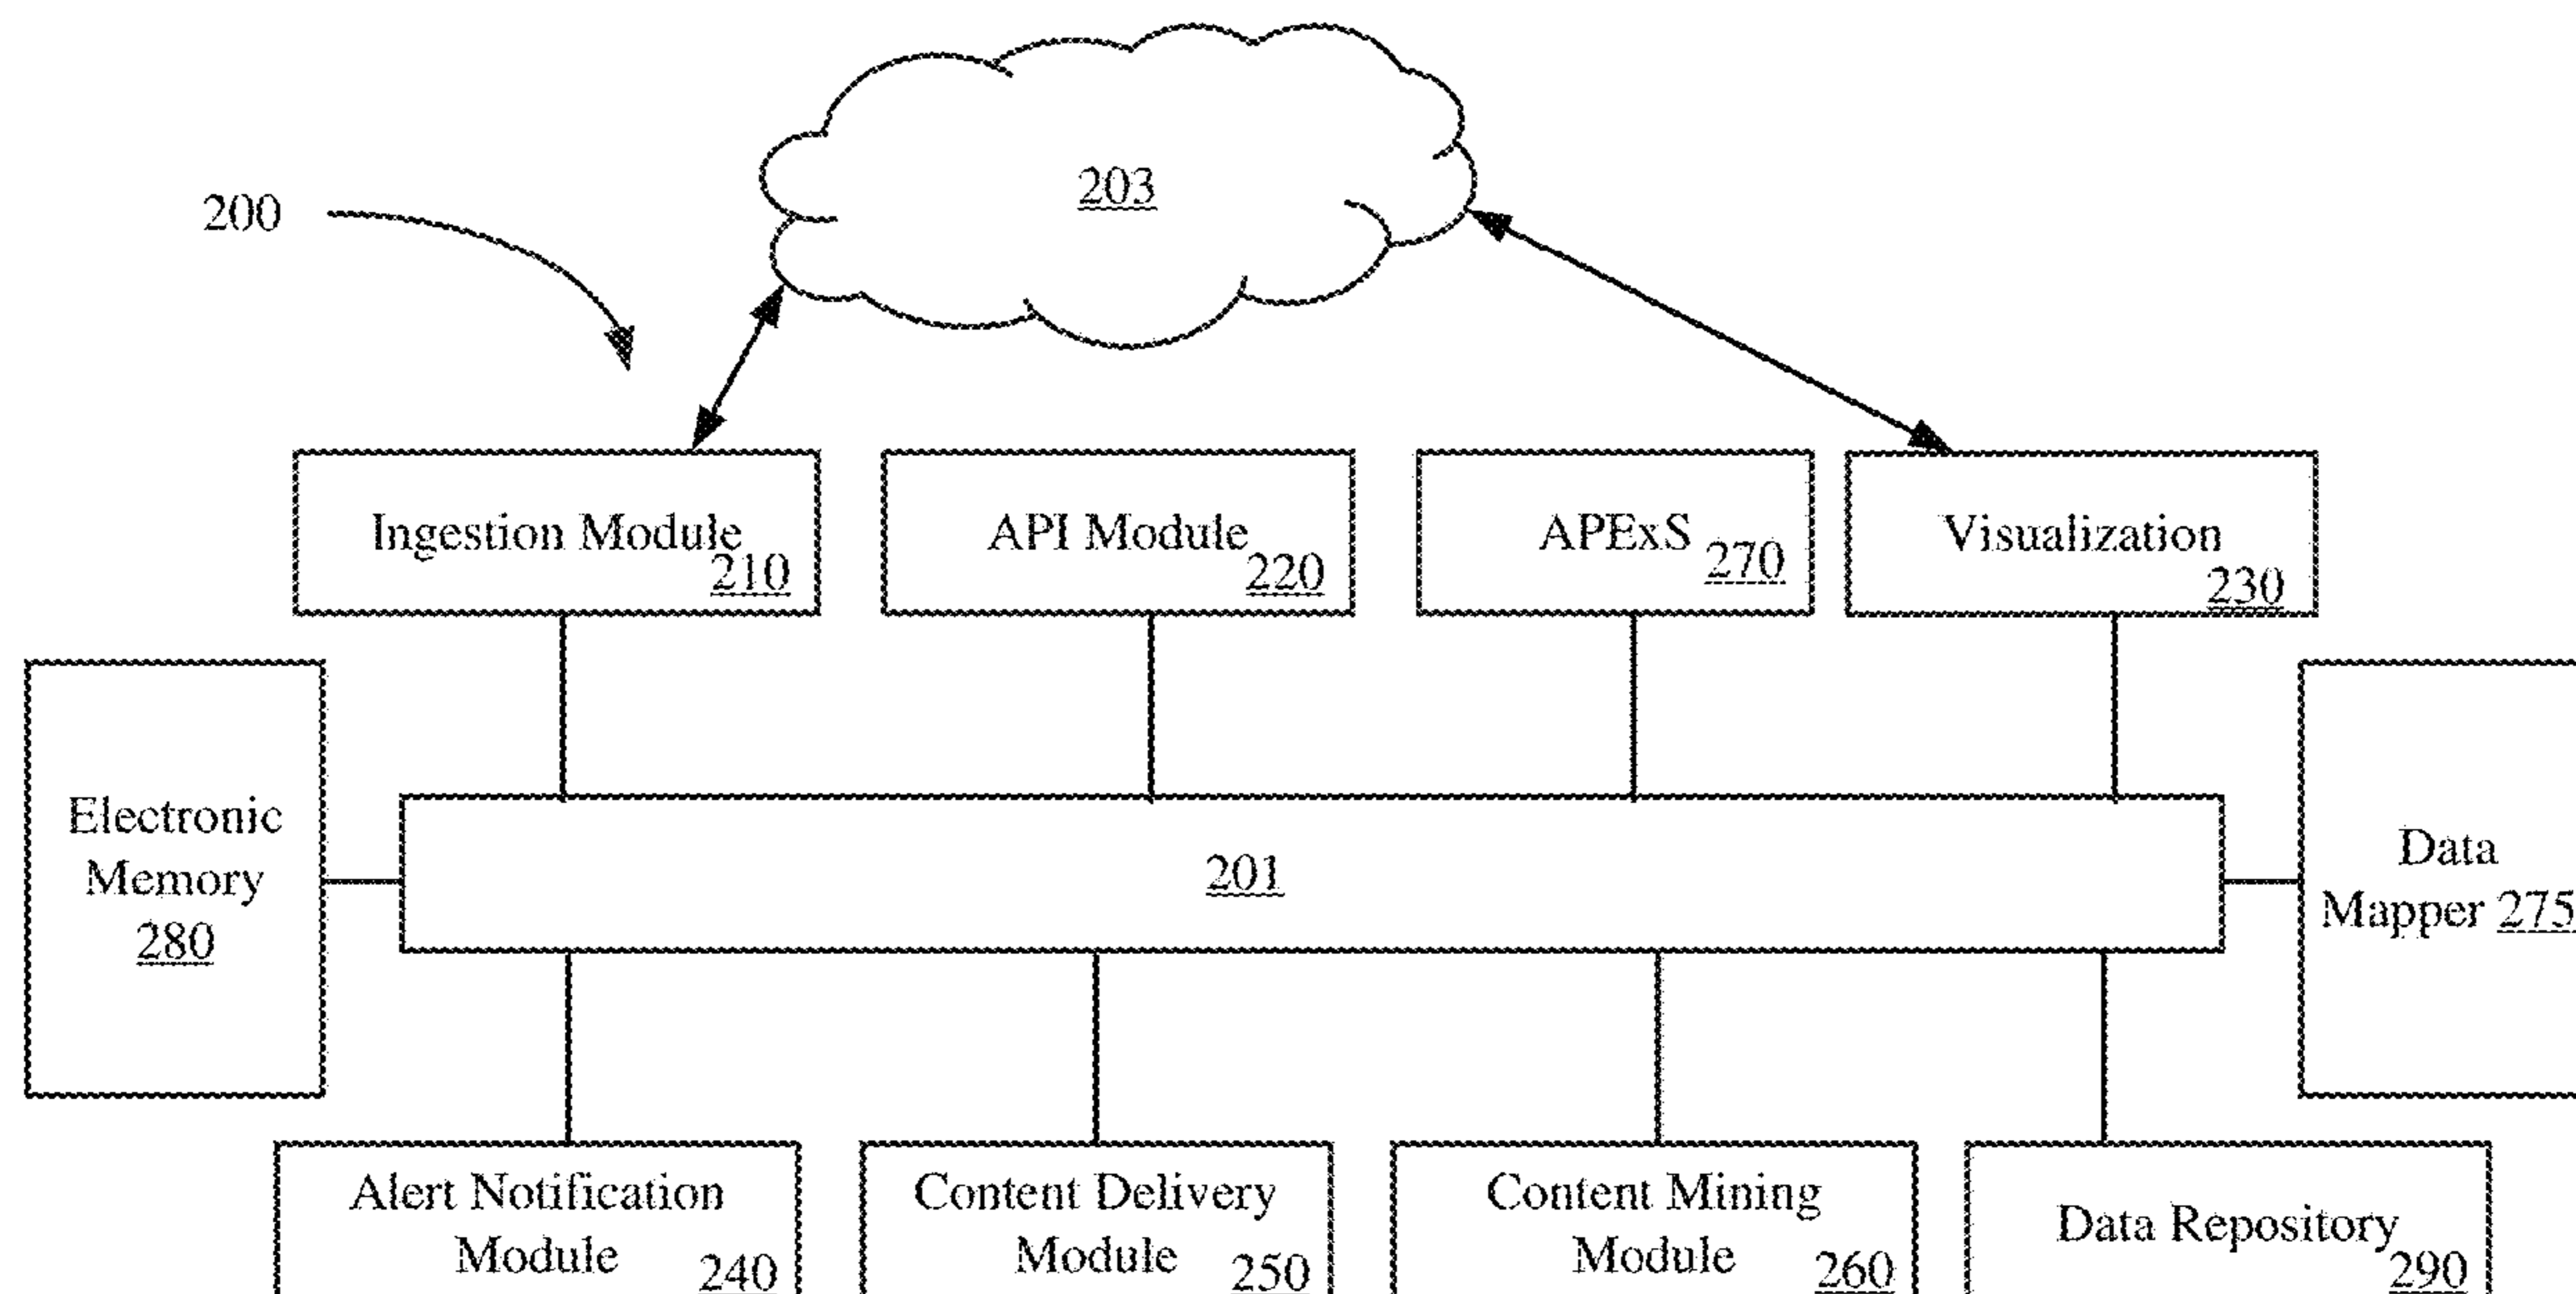 203
200
Ingestion Module
210
API Module
220
APExS
270
Visualization
230
Electronic
Memory
280
201
Data
Mapper 275
Alert Notification
Module
240
Content Delivery
Module
250
Content Mining
Module
260
Data Repository
290